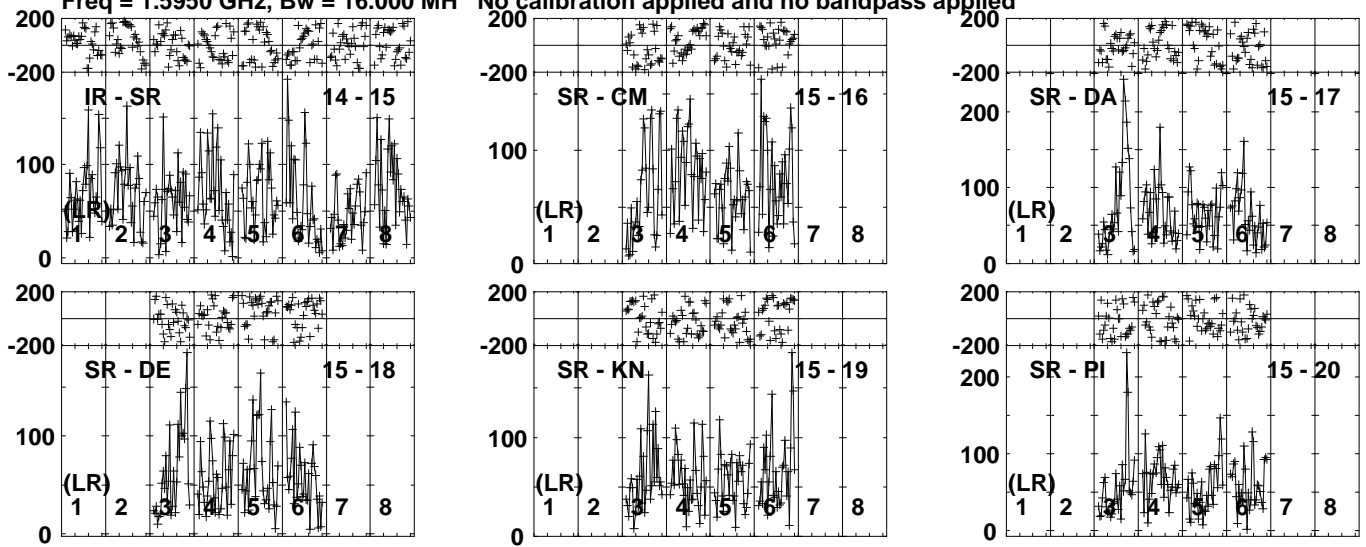 Freq = 1.5950 GHz, Bw = 16.000 MH No calibration applied and no bandpass applied
200
-200
IR - SR 14 - 15
100
(LR)
1 2 3 4 5 6 7 8
0
SR - CM 15 - 16
100
(LR)
1 2 3 4 5 6 7 8
0
200
-200
SR - DA 15 - 17
200
100
(LR)
1 2 3 4 5 6 7 8
0
200
-200
SR - DE 15 - 18
100
(LR)
1 2 3 4 5 6 7 8
0
200
-200
SR - KN 15 - 19
100
(LR)
1 2 3 4 5 6 7 8
0
200
-200
SR - PI 15 - 20
200
100
(LR)
1 2 3 4 5 6 7 8
0
200
-200